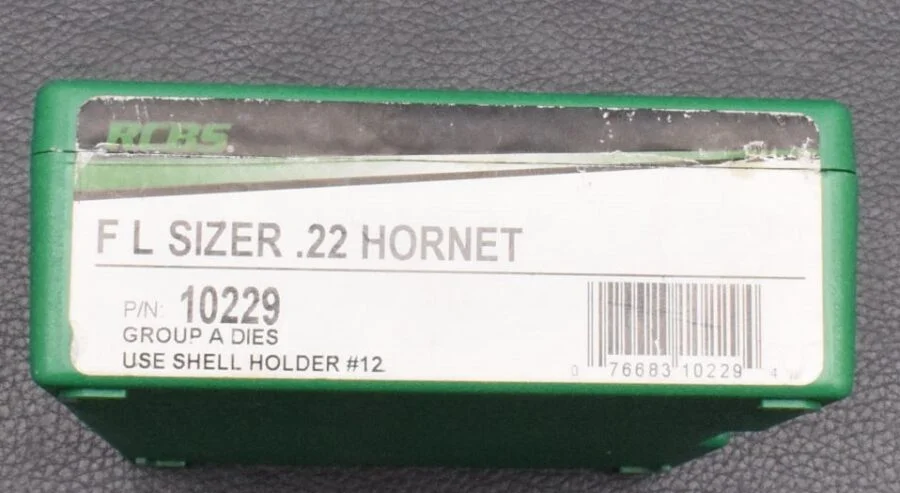 RCBS.
F L SIZER .22 HORNET
P/N: 10229
GROUP A DIES
USE SHELL HOLDER #12
0 76683 10229 4